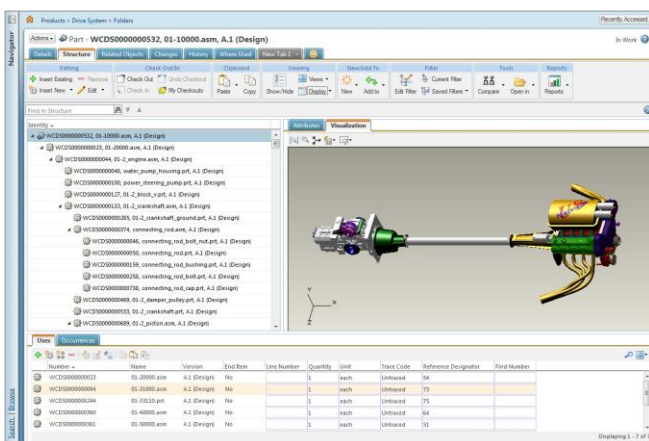 Navigator
Products > Drive System > Folders
Recently Accessed
Actions Part - WCDS0000000532, 01-10000.asm, A.1 (Design)
In Work
Details Structure Related Objects Changes History Where Used New Tab 1
Editing Check Out/In Clipboard Viewing New/Add To Filter Tools Reports
Insert Existing Remove Check Out Undo Checkout Views Current Filter
Insert New Edit Check In My Checkouts Paste Copy Show/Hide Display New Add to Edit Filter Saved Filters Compare Open in Reports
Find in Structure
Identity
Attributes Visualization
WCDS0000000532, 01-10000.asm, A.1 (Design)
WCDS0000000023, 01-20000.asm, A.1 (Design)
WCDS0000000044, 01-2_engine.asm, A.1 (Design)
WCDS0000000048, water_pump_housing.prt, A.1 (Design)
WCDS0000000100, power_steering_pump.prt, A.1 (Design)
WCDS0000000127, 01-2_block_v.prt, A.1 (Design)
WCDS0000000133, 01-2_crankshaft.asm, A.1 (Design)
WCDS0000000285, 01-2_crankshaft_ground.prt, A.1 (Design)
WCDS0000000374, connecting_rod.asm, A.1 (Design)
WCDS0000000046, connecting_rod_bolt_nut.prt, A.1 (Design)
WCDS0000000050, connecting_rod.prt, A.1 (Design)
WCDS0000000159, connecting_rod_bushing.prt, A.1 (Design)
WCDS0000000258, connecting_rod_bolt.prt, A.1 (Design)
WCDS0000000736, connecting_rod_cap.prt, A.1 (Design)
WCDS0000000469, 01-2_damper_pulley.prt, A.1 (Design)
WCDS0000000533, 01-2_crankshaft.prt, A.1 (Design)
WCDS0000000689, 01-2_piston.asm, A.1 (Design)
Y
X
Z
Uses Occurrences
Number Name Version End Item Line Number Quantity Unit Trace Code Reference Designator Find Number
WCDS0000000023 01-20000.asm A.1 (Design) No 1 each Untraced 54
WCDS0000000094 01-31000.asm A.1 (Design) No 1 each Untraced 73
WCDS0000000244 01-33110.prt A.1 (Design) No 1 each Untraced 75
WCDS0000000360 01-40000.asm A.1 (Design) No 1 each Untraced 64
WCDS0000000361 01-50000.asm A.1 (Design) No 1 each Untraced 51
Search | Browse
Displaying 1 - 7 of